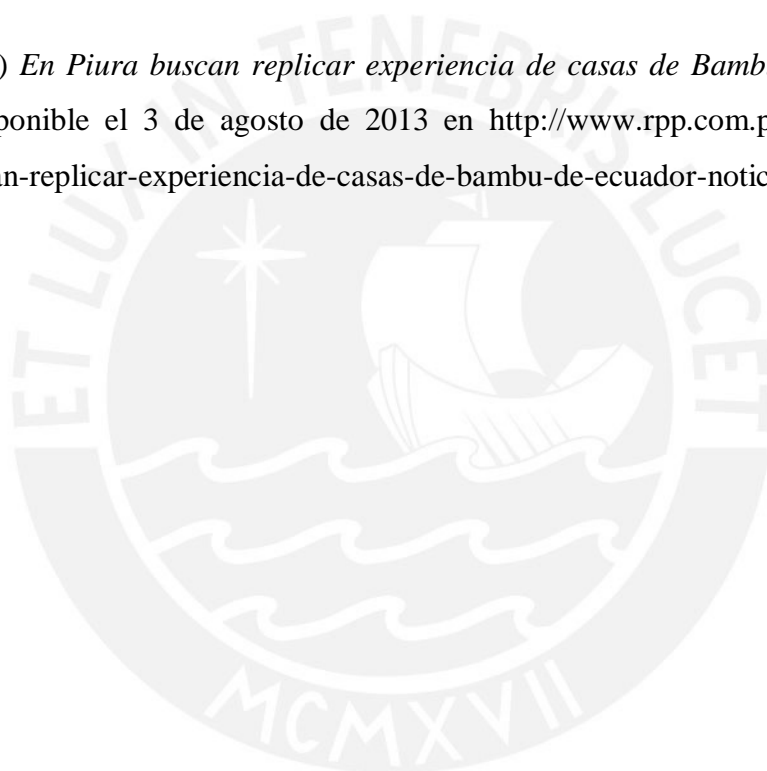 ) En Piura buscan replicar experiencia de casas de Bamb
ponible el 3 de agosto de 2013 en http://www.rpp.com.p
an-replicar-experiencia-de-casas-de-bambu-de-ecuador-notic
ET LUX IN TENEBRIS LUCET
MCMXVII